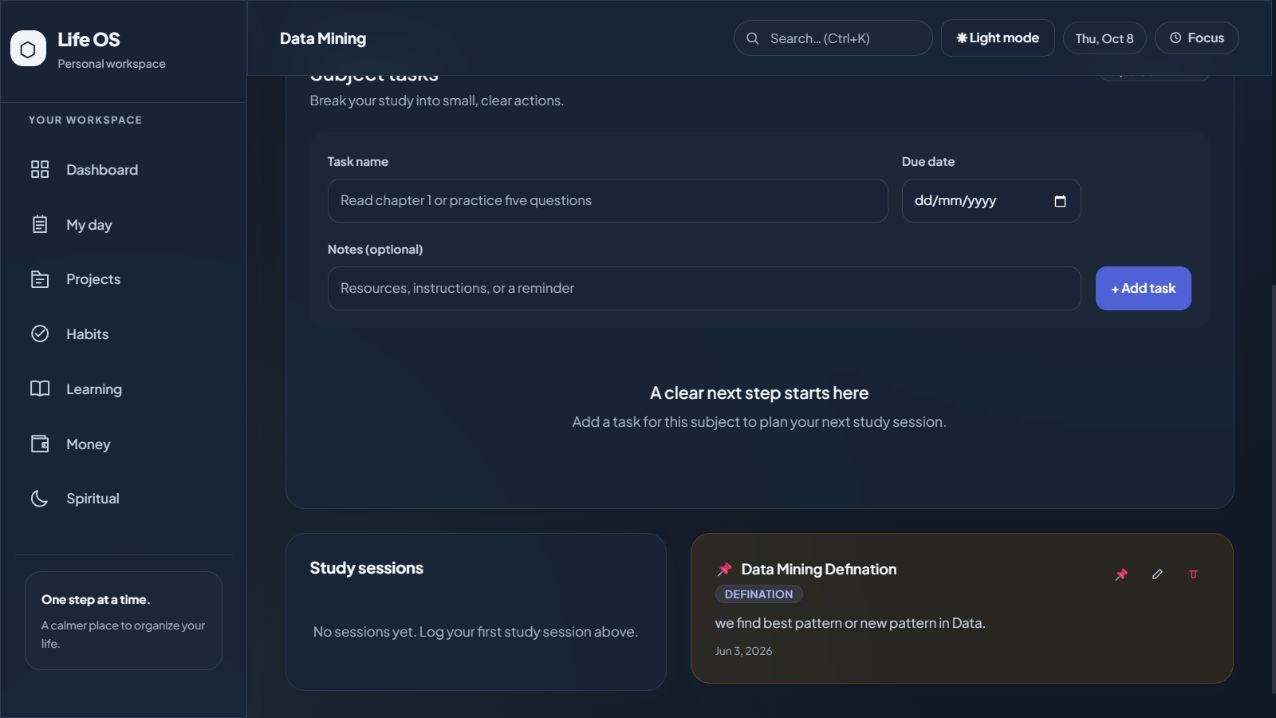 Life OS
Personal workspace
Data Mining
Search... (Ctrl+K)
Light mode
Thu, Oct 8
Focus
YOUR WORKSPACE
Dashboard
My day
Projects
Habits
Learning
Money
Spiritual
One step at a time.
A calmer place to organize your
life.
Subject tasks
Break your study into small, clear actions.
Task name
Due date
Read chapter 1 or practice five questions
dd/mm/yyyy
Notes (optional)
Resources, instructions, or a reminder
+ Add task
A clear next step starts here
Add a task for this subject to plan your next study session.
Study sessions
No sessions yet. Log your first study session above.
Data Mining Defination
DEFINATION
we find best pattern or new pattern in Data.
Jun 3, 2026